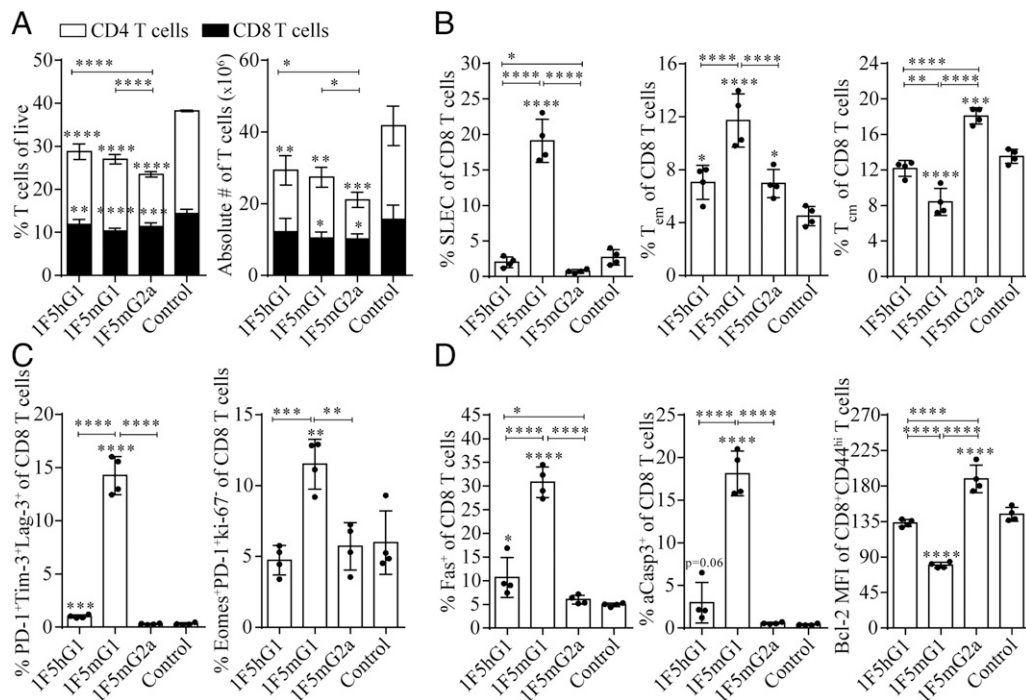 A
CD4 T cells
CD8 T cells
% T cells of live
50
40
30
20
10
0
****
****
****
****
****
**
****
***
1F5hG1
1F5mG1
1F5mG2a
Control
Absolute # of T cells (x10⁶)
60
40
20
0
*
*
**
**
***
*
*
1F5hG1
1F5mG1
1F5mG2a
Control
B
% SLEC of CD8 T cells
25
20
15
10
5
0
*
****
****
****
1F5hG1
1F5mG1
1F5mG2a
Control
% Tem of CD8 T cells
16
12
8
4
0
****
****
****
*
*
1F5hG1
1F5mG1
1F5mG2a
Control
% Tcm of CD8 T cells
24
20
16
12
8
4
0
****
**
****
***
****
1F5hG1
1F5mG1
1F5mG2a
Control
C
% PD-1⁺Tim-3⁺Lag-3⁺ of CD8 T cells
20
15
10
5
0
****
****
****
***
1F5hG1
1F5mG1
1F5mG2a
Control
% Eomes⁺PD-1⁺ki-67⁻ of CD8 T cells
15
10
5
0
***
**
**
1F5hG1
1F5mG1
1F5mG2a
Control
D
% Fas⁺ of CD8 T cells
45
40
35
30
25
20
15
10
5
0
*
****
****
****
*
1F5hG1
1F5mG1
1F5mG2a
Control
% aCasp3⁺ of CD8 T cells
25
20
15
10
5
0
****
****
****
p=0.06
1F5hG1
1F5mG1
1F5mG2a
Control
Bcl-2 MFI of CD8⁺CD44ʰⁱ T cells
270
225
180
135
90
45
0
****
****
****
****
****
1F5hG1
1F5mG1
1F5mG2a
Control